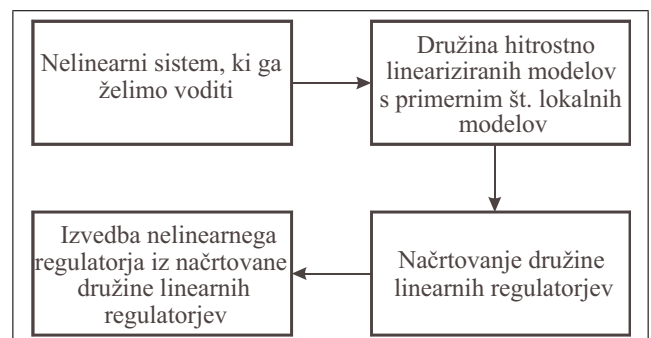 Nelinearni sistem, ki ga
želimo voditi
Družina hitrostno
lineariziranih modelov
s primernim št. lokalnih
modelov
Načrtovanje družine
linearnih regulatorjev
Izvedba nelinearnega
regulatorja iz načrtovane
družine linearnih
regulatorjev